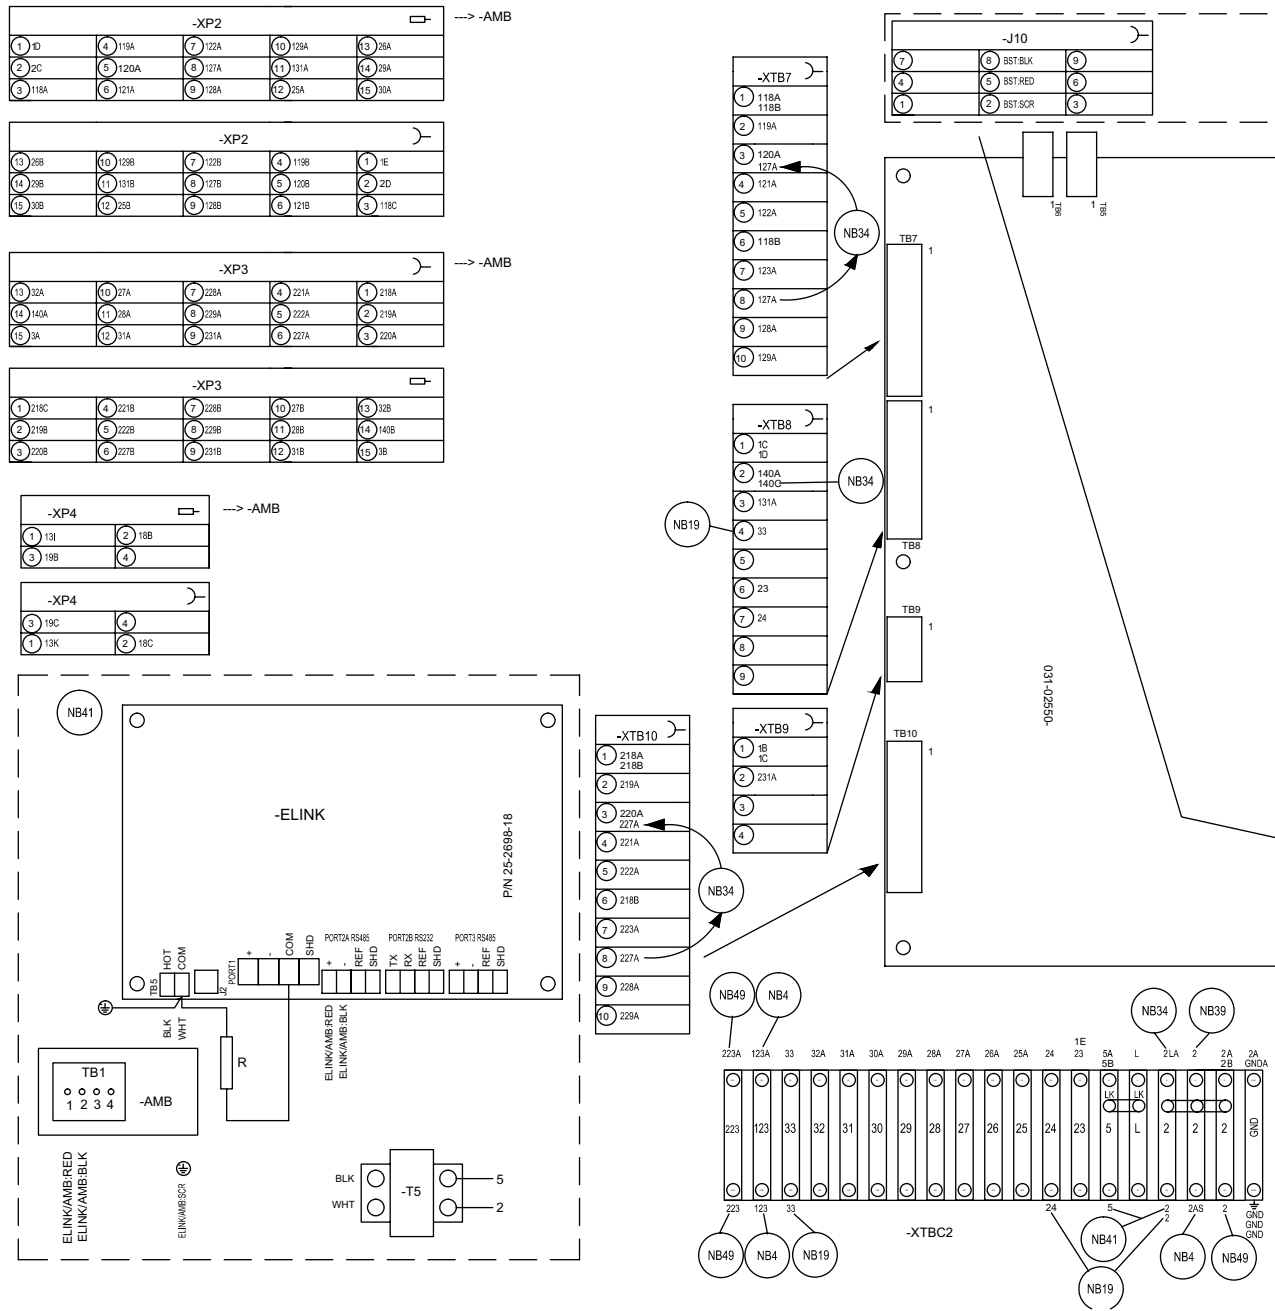 -XP2 ---> -AMB
1 1D 4 119A 7 122A 10 129A 13 26A
2 2C 5 120A 8 127A 11 131A 14 29A
3 118A 6 121A 9 128A 12 25A 15 30A
-XP2
13 26B 10 129B 7 122B 4 119B 1 1E
14 29B 11 131B 8 127B 5 120B 2 2D
15 30B 12 25B 9 128B 6 121B 3 118C
-XP3 ---> -AMB
13 32A 10 27A 7 228A 4 221A 1 218A
14 140A 11 28A 8 229A 5 222A 2 219A
15 3A 12 31A 9 231A 6 227A 3 220A
-XP3
1 218C 4 221B 7 228B 10 27B 13 32B
2 219B 5 222B 8 229B 11 28B 14 140B
3 220B 6 227B 9 231B 12 31B 15 3B
-XP4 ---> -AMB
1 13I 2 18B
3 19B 4
-XP4
3 19C 4
1 13K 2 18C
-XTB7
1 118A
118B
2 119A
3 120A
127A
4 121A
5 122A
6 118B
7 123A
8 127A
9 128A
10 129A
NB34
-XTB8
1 1C
1D
2 140A
140C
3 131A
4 33
5
6 23
7 24
8
9
NB34
NB19
-XTB9
1 1B
1C
2 231A
3
4
-XTB10
1 218A
218B
2 219A
3 220A
227A
4 221A
5 222A
6 218B
7 223A
8 227A
9 228A
10 229A
NB34
-J10
7 8 BST:BLK 9
4 5 BST:RED 6
1 2 BST:SCR 3
1 TB6
1 TB5
TB7
1
1
TB8
TB9
1
TB10
1
031-02550-
NB41
-ELINK
P/N 25-2698-18
TB5 HOT COM
J2
PORT1 + - COM SHD
PORT2A RS485
+ - REF SHD
PORT2B RS232
TX RX REF SHD
PORT3 RS485
+ - REF SHD
BLK
WHT
R
ELINK/AMB:RED
ELINK/AMB:BLK
TB1
1 2 3 4
-AMB
ELINK/AMB:RED
ELINK/AMB:BLK
ELINK/AMB:SCR
BLK
WHT
-T5
5
2
NB49 NB4 NB34 NB39
1E
223A 123A 33 32A 31A 30A 29A 28A 27A 26A 25A 24 23 5A L 2 LA 2 2A 2A
5B 2B GNDA
LK LK
223 123 33 32 31 30 29 28 27 26 25 24 23 5 L 2 2 2 GND
223 123 33 24 5 2 2AS 2 GND
2 GND
GND
-XTBC2
NB49 NB4 NB19 NB41 NB4 NB49
NB19